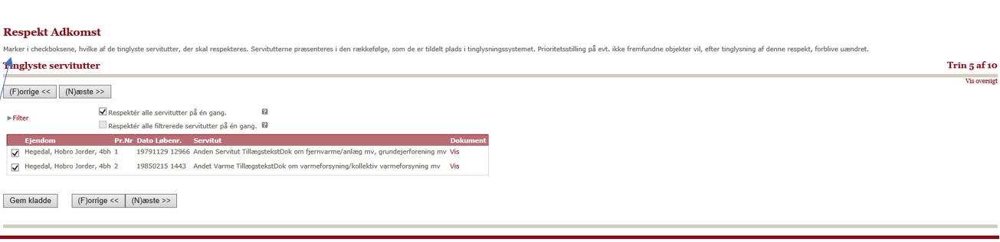 Respekt Adkomst
Marker i checkboksene, hvilke af de tinglyste servitutter, der skal respekteres. Servitutterne præsenteres i den rækkefølge, som de er tildelt plads i tinglysningssystemet. Prioritetsstilling på evt. ikke fremfundne objekter vil, efter tinglysning af denne respekt, forblive uændret.
Tinglyste servitutter Trin 5 af 10
Vis oversigt
(F)orrige << (N)æste >>
Respektér alle servitutter på én gang. ?
Filter
Respektér alle filtrerede servitutter på én gang. ?
Ejendom Pr.Nr Dato Løbenr. Servitut Dokument
Hegedal, Hobro Jorder, 4bh 1 19791129 12966 Anden Servitut TillægstekstDok om fjernvarme/anlæg mv, grundejerforening mv Vis
Hegedal, Hobro Jorder, 4bh 2 19850215 1443 Andet Varme TillægstekstDok om varmeforsyning/kollektiv varmeforsyning mv Vis
Gem kladde (F)orrige << (N)æste >>